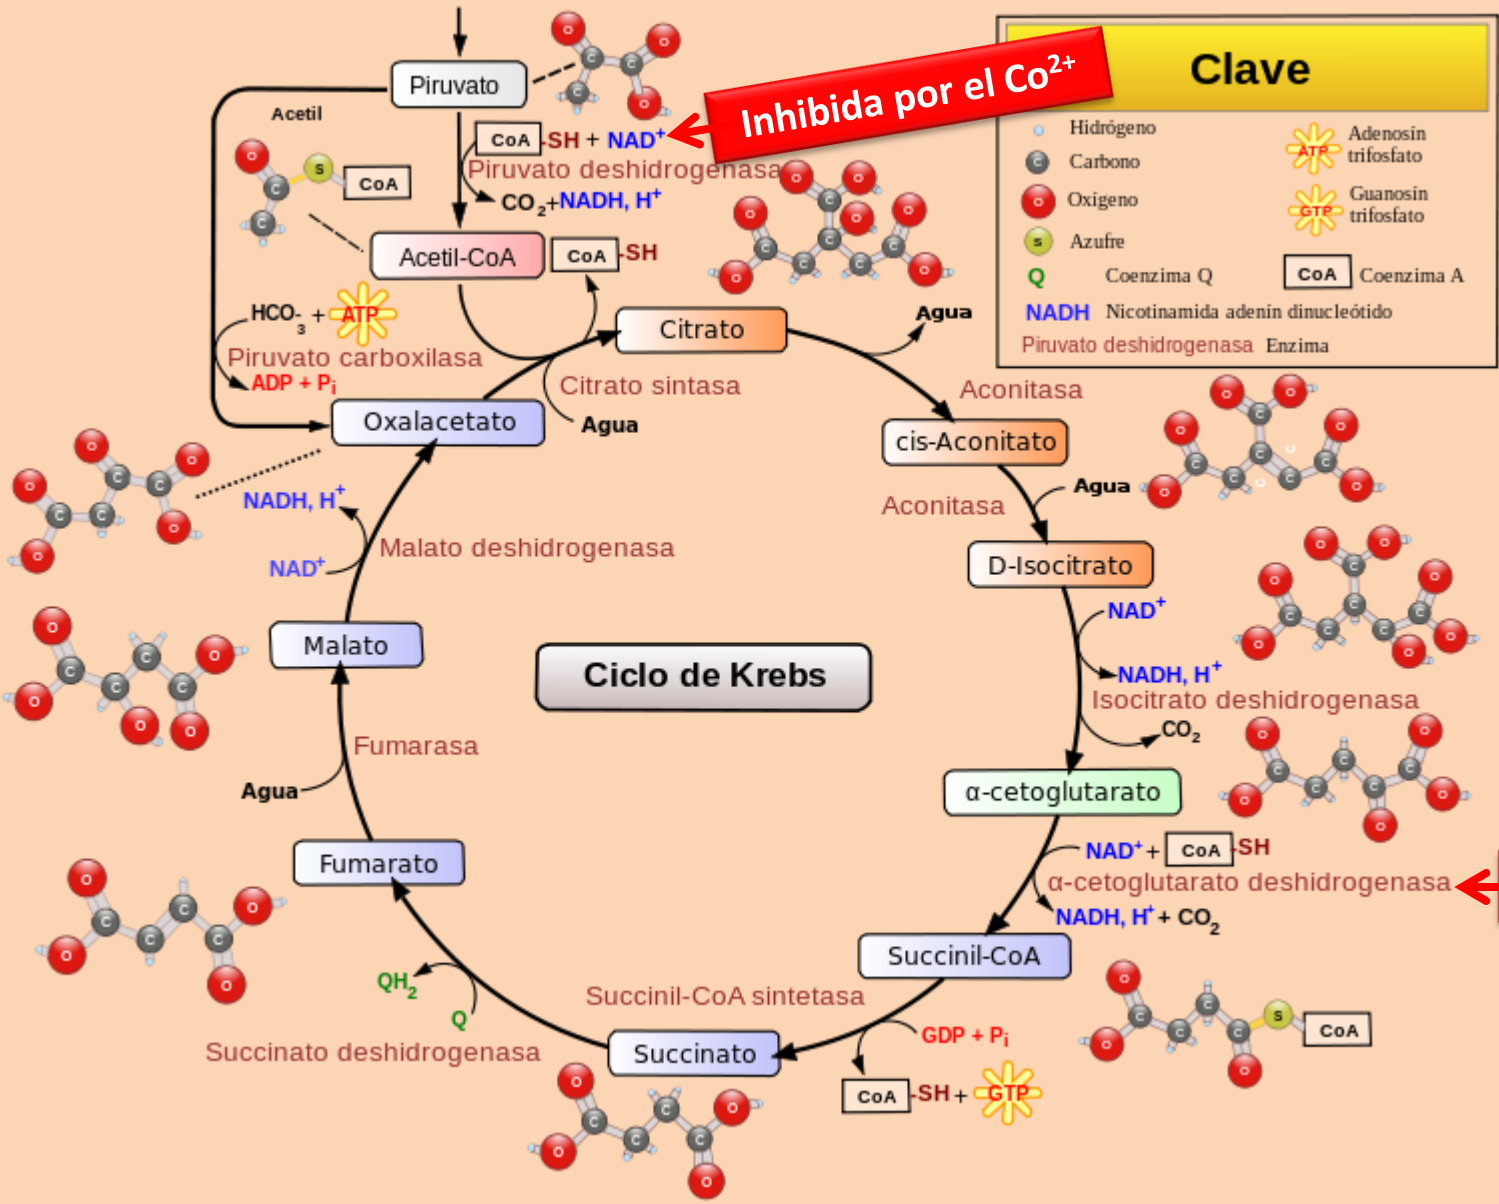 Piruvato
Inhibida por el Co2+
Clave
Hidrógeno
Carbono
Oxígeno
Azufre
Q Coenzima Q
NADH Nicotinamida adenin dinucleótido
Piruvato deshidrogenasa Enzima
ATP Adenosín
trifosfato
GTP Guanosín
trifosfato
CoA Coenzima A
Acetil
CoA
CoA-SH + NAD+
Piruvato deshidrogenasa
CO2+NADH, H+
Acetil-CoA
CoA-SH
HCO3- + ATP
Piruvato carboxilasa
ADP + Pi
Citrato
Agua
Citrato sintasa
Aconitasa
Oxalacetato
Agua
cis-Aconitato
Agua
Aconitasa
NADH, H+
Malato deshidrogenasa
NAD+
D-Isocitrato
NAD+
Malato
Ciclo de Krebs
NADH, H+
Isocitrato deshidrogenasa
CO2
Fumarasa
Agua
α-cetoglutarato
NAD+ + CoA-SH
Fumarato
α-cetoglutarato deshidrogenasa
NADH, H+ + CO2
Succinil-CoA
QH2
Q
Succinil-CoA sintetasa
CoA
GDP + Pi
Succinato deshidrogenasa
Succinato
CoA-SH + GTP